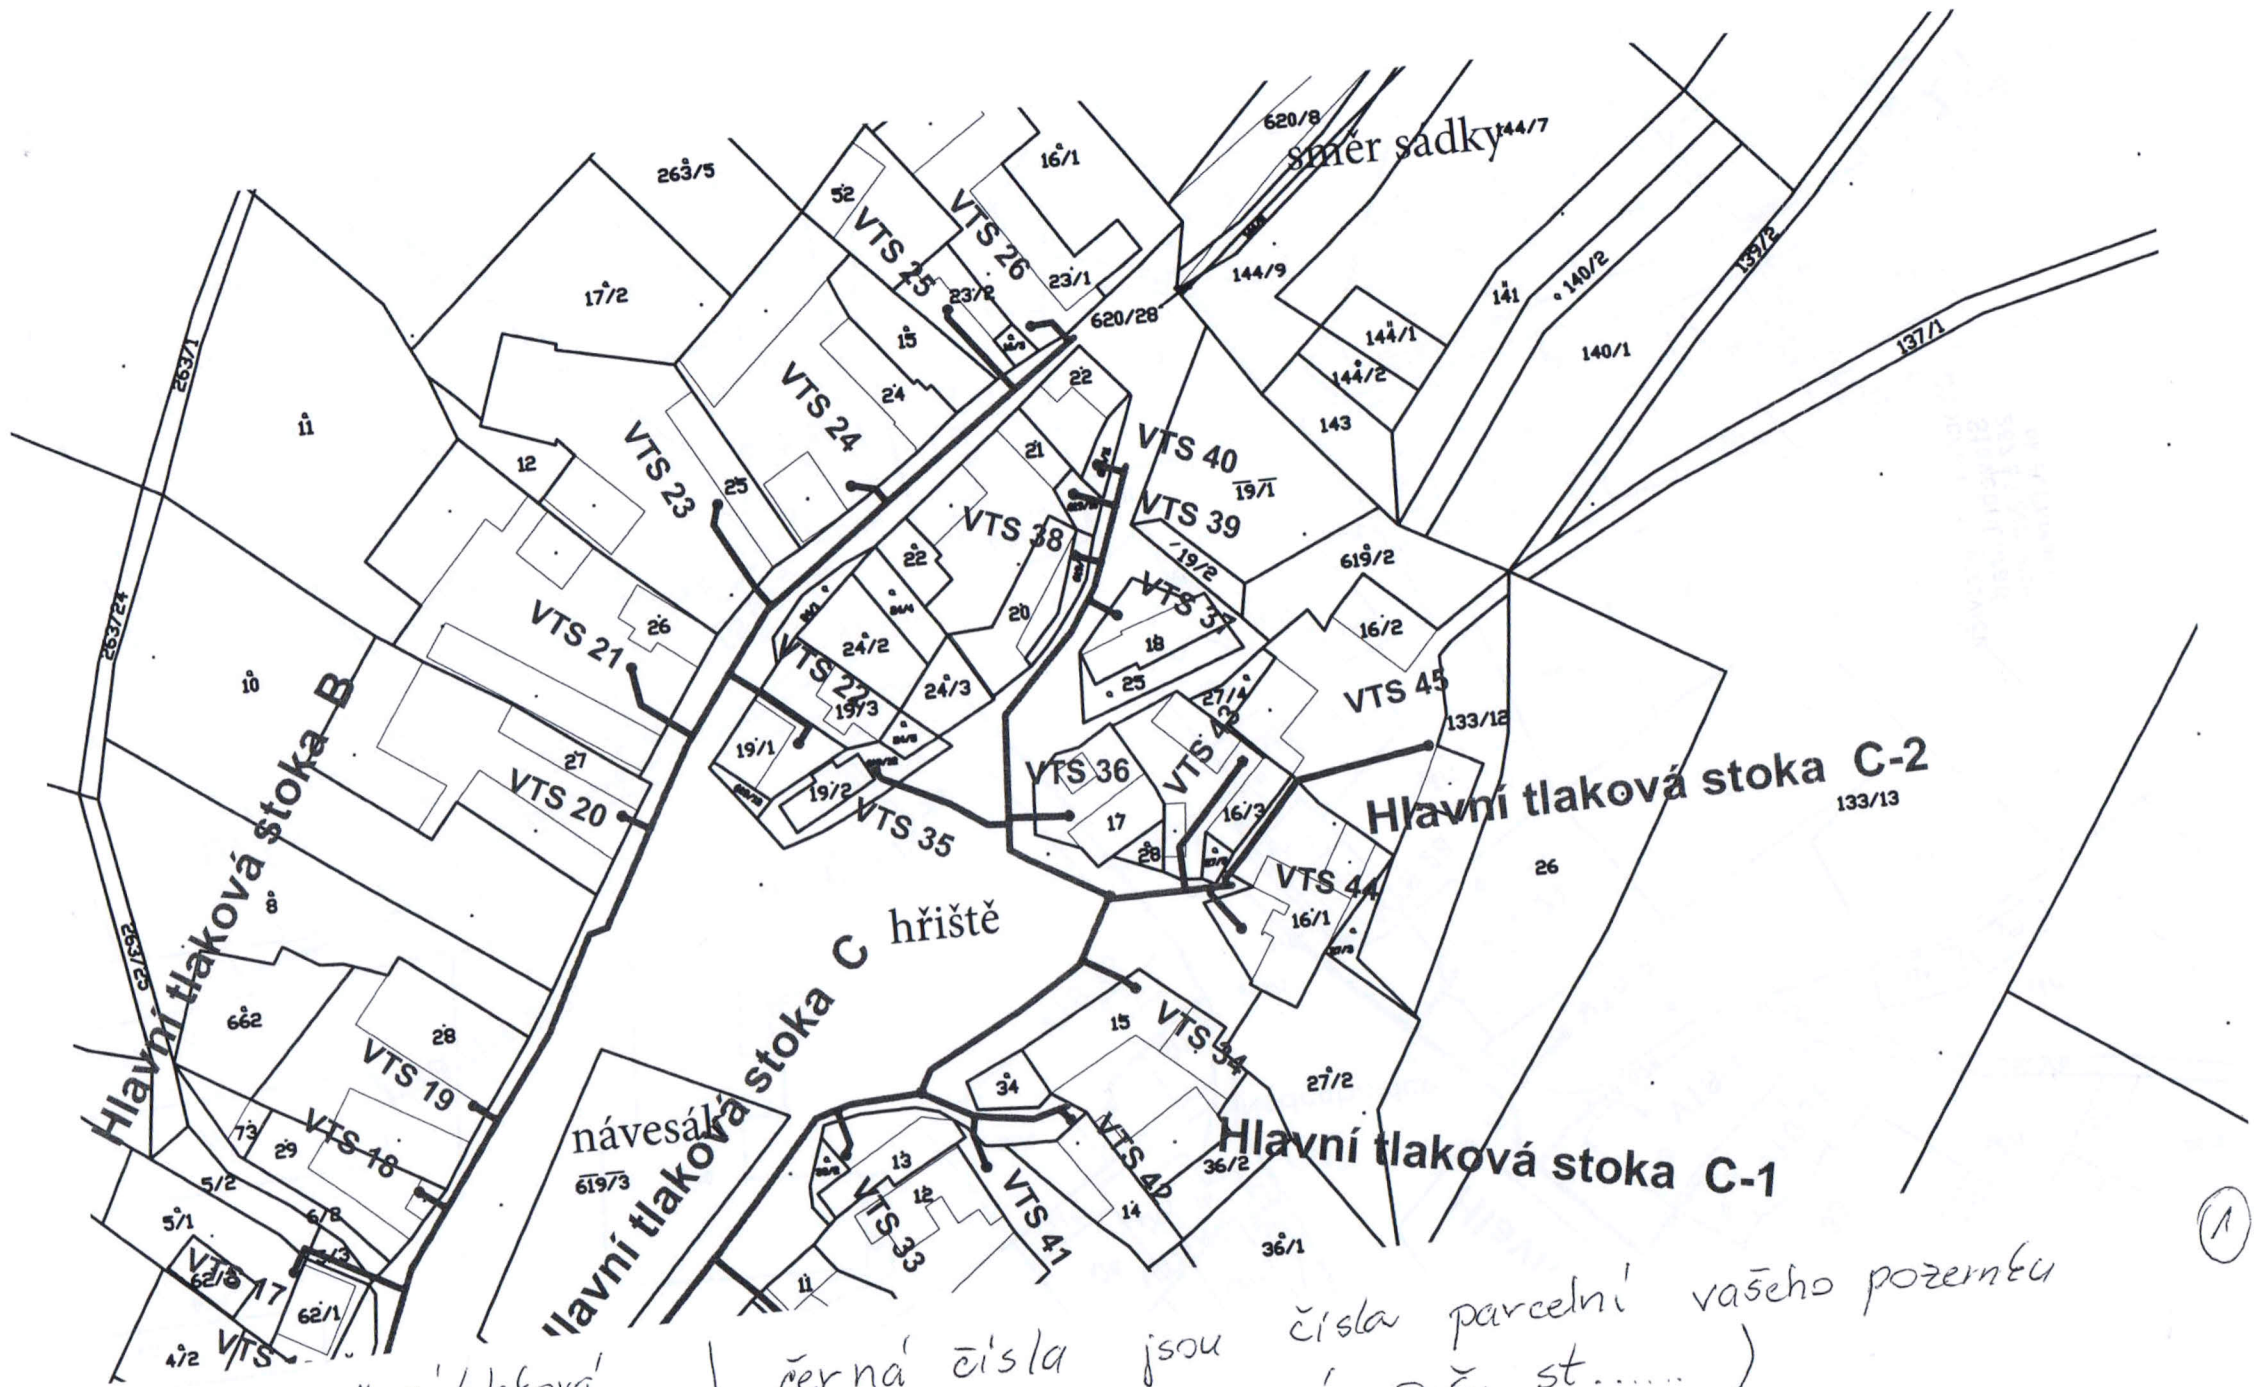 620/8
144/7
směr sádky
16/1
263/5
52
VTS 25
VTS 26
23/1
23/2
144/9
139/2
140/2
141
620/28
17/2
15
144/1
137/1
140/1
144/2
263/1
22
24
VTS 24
143
11
21
VTS 40
12
VTS 23
25
19/1
VTS 39
VTS 38
22
19/2
619/2
263/24
26
VTS 21
20
VTS 37
16/2
24/2
18
10
VTS 22
24/3
25
27/4
VTS 45
19/3
133/12
19/1
27
VTS 36
VTS 43
Hlavní tlaková stoka C-2
133/13
VTS 20
19/2
VTS 35
17
16/3
28
26
VTS 44
8
16/1
Hlavní tlaková stoka B
hřiště
263/25
662
28
15
VTS 34
VTS 19
34
27/2
návesák
619/3
Hlavní tlaková stoka C-1
73
29
VTS 18
13
VTS 42
36/2
5/2
12
VTS 33
VTS 41
14
5/1
6/8
36/1
VTS 17
11
62/1
lavní tlaková stoka C
4/2
VTS
1
černá čísla jsou čísla parcelní vašeho pozemku
st......)